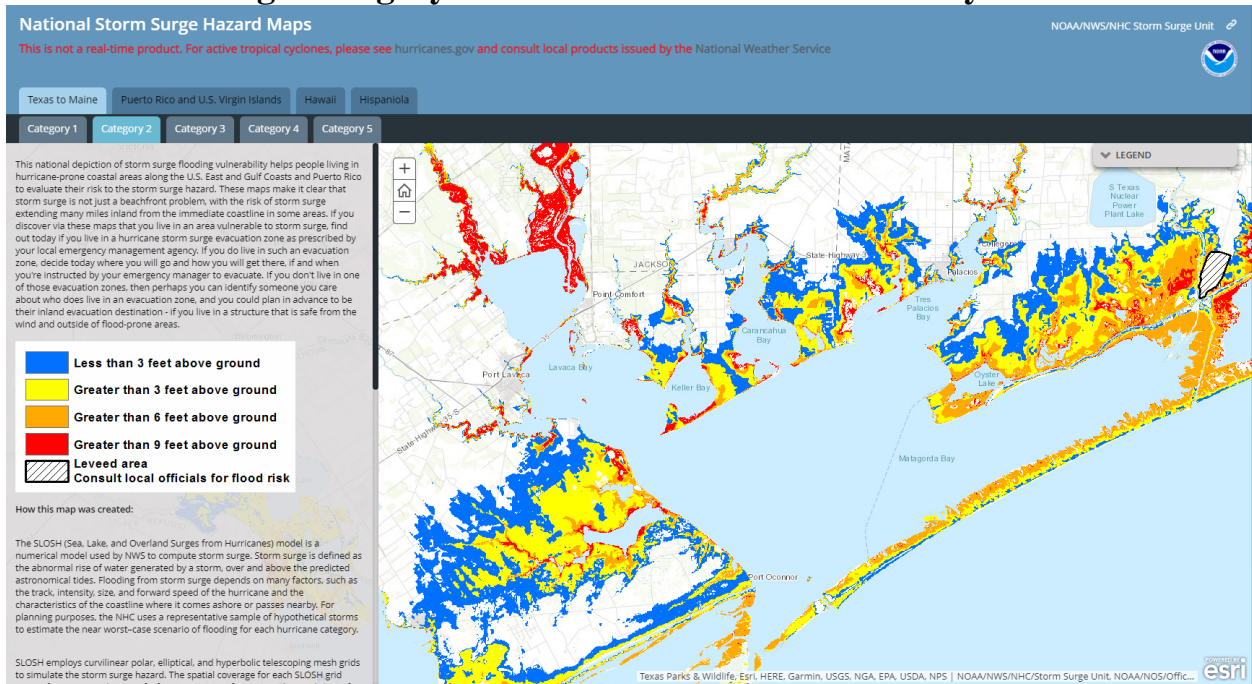 National Storm Surge Hazard Maps
NOAA/NWS/NHC Storm Surge Unit
This is not a real-time product. For active tropical cyclones, please see hurricanes.gov and consult local products issued by the National Weather Service
Texas to Maine
Puerto Rico and U.S. Virgin Islands
Hawaii
Hispaniola
Category 1
Category 2
Category 3
Category 4
Category 5
This national depiction of storm surge flooding vulnerability helps people living in
hurricane-prone coastal areas along the U.S. East and Gulf Coasts and Puerto Rico
to evaluate their risk to the storm surge hazard. These maps make it clear that
storm surge is not just a beachfront problem, with the risk of storm surge
extending many miles inland from the immediate coastline in some areas. If you
discover via these maps that you live in an area vulnerable to storm surge, find
out today if you live in a hurricane storm surge evacuation zone as prescribed by
your local emergency management agency. If you do live in such an evacuation
zone, decide today where you will go and how you will get there, if and when
you're instructed by your emergency manager to evacuate. If you don't live in one
of those evacuation zones, then perhaps you can identify someone you care
about who does live in an evacuation zone, and you could plan in advance to be
their inland evacuation destination - if you live in a structure that is safe from the
wind and outside of flood-prone areas.
Less than 3 feet above ground
Greater than 3 feet above ground
Greater than 6 feet above ground
Greater than 9 feet above ground
Leveed area
Consult local officials for flood risk
How this map was created:
The SLOSH (Sea, Lake, and Overland Surges from Hurricanes) model is a
numerical model used by NWS to compute storm surge. Storm surge is defined as
the abnormal rise of water generated by a storm, over and above the predicted
astronomical tides. Flooding from storm surge depends on many factors, such as
the track, intensity, size, and forward speed of the hurricane and the
characteristics of the coastline where it comes ashore or passes nearby. For
planning purposes, the NHC uses a representative sample of hypothetical storms
to estimate the near worst-case scenario of flooding for each hurricane category.
SLOSH employs curvilinear polar, elliptical, and hyperbolic telescoping mesh grids
to simulate the storm surge hazard. The spatial coverage for each SLOSH grid
+
−
LEGEND
S Texas
Nuclear
Power
Plant Lake
MATA
JACKSO
State-Highway-3
Palacios
Point Comfort
Tres
Palacios
Bay
Carancahua
Bay
Lavaca Bay
Port Lavaca
Keller Bay
Oyster
Lake
State-Highway-35-S
Matagorda Bay
Port Oconnor
Texas Parks & Wildlife, Esri, HERE, Garmin, USGS, NGA, EPA, USDA, NPS | NOAA/NWS/NHC/Storm Surge Unit, NOAA/NOS/Offic...
POWERED BY
esri